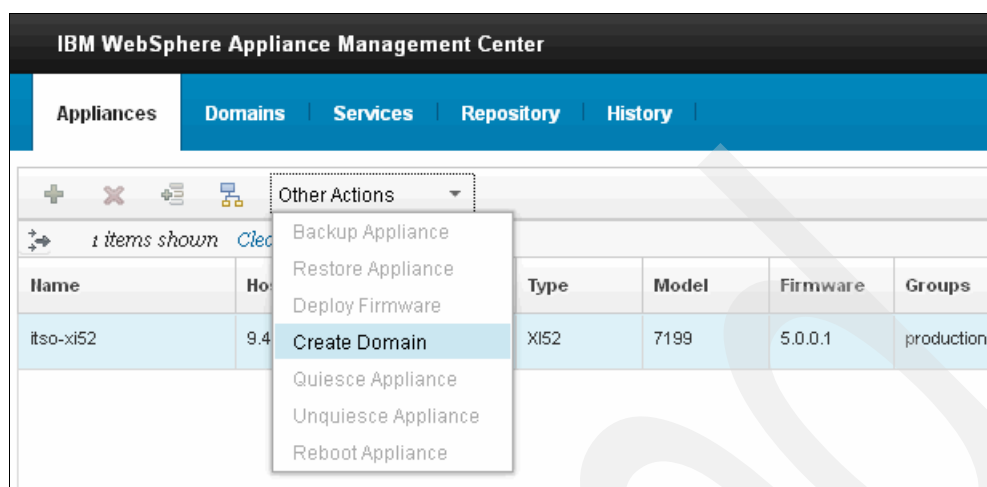 IBM WebSphere Appliance Management Center
Appliances Domains Services Repository History
Other Actions
1 items shown
Backup Appliance
Restore Appliance
Deploy Firmware
Create Domain
Quiesce Appliance
Unquiesce Appliance
Reboot Appliance
Name Type Model Firmware Groups
itso-xi52 9.4 XI52 7199 5.0.0.1 production